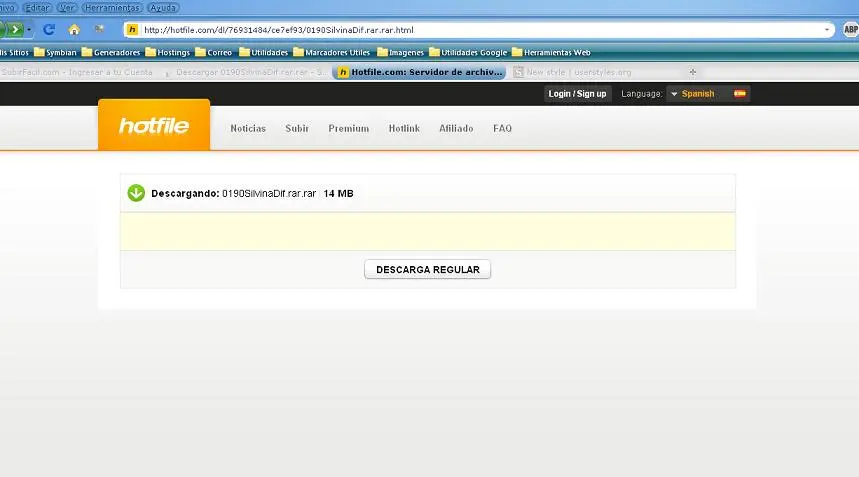 hivo Editar Ver Herramientas Ayuda
http://hotfile.com/dl/76931484/ce7ef93/0190SilvinaDif.rar.rar.html
ABP
is Sitios Symbian Generadores Hostings Correo Utilidades Marcadores Utiles Imagenes Utilidades Google Herramientas Web
SubirFacil.com - Ingresar a tu Cuenta Descargar 0190SilvinaDif.rar.rar - S... Hotfile.com: Servidor de archiv... New style | userstyles.org
Login / Sign up Language: Spanish
hotfile
Noticias Subir Premium Hotlink Afiliado FAQ
Descargando: 0190SilvinaDif.rar.rar 14 MB
DESCARGA REGULAR